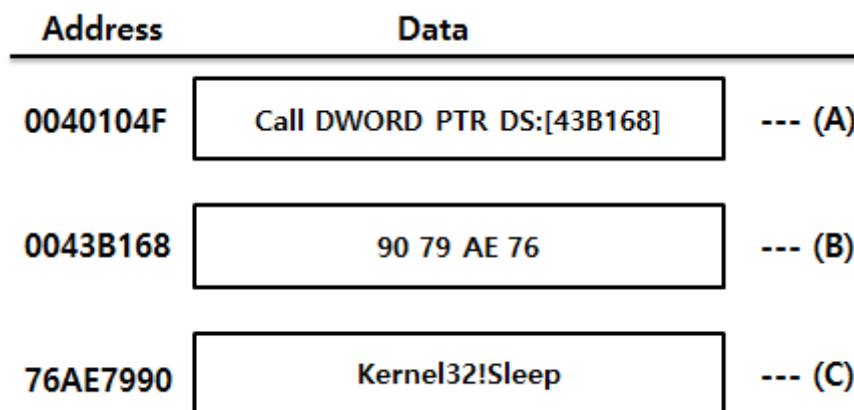 Address Data
0040104F Call DWORD PTR DS:[43B168] --- (A)
0043B168 90 79 AE 76 --- (B)
76AE7990 Kernel32!Sleep --- (C)